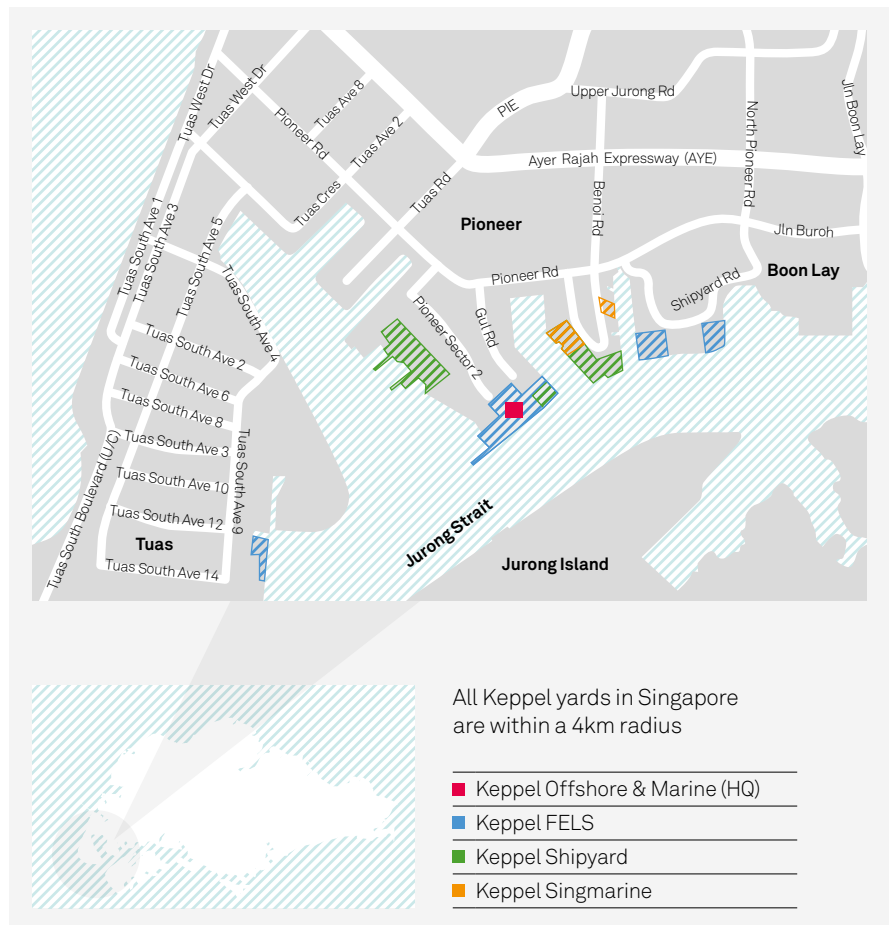 Tuas West Dr
Tuas West Dr
Pioneer Rd
Tuas Ave 8
Tuas Ave 2
PIE
Upper Jurong Rd
Jln Boon Lay
North Pioneer Rd
Ayer Rajah Expressway (AYE)
Benoi Rd
Tuas Cres
Tuas Rd
Tuas South Ave 1
Tuas South Ave 3
Tuas South Ave 5
Pioneer
Jln Buroh
Boon Lay
Pioneer Rd
Shipyard Rd
Tuas South Ave 4
Pioneer Sector 2
Gul Rd
Tuas South Ave 2
Tuas South Ave 6
Tuas South Ave 8
Tuas South Ave 3
Tuas South Ave 9
Tuas South Ave 10
Tuas South Ave 12
Tuas South Boulevard (U/C)
Tuas
Tuas South Ave 14
Jurong Strait
Jurong Island
All Keppel yards in Singapore
are within a 4km radius
Keppel Offshore & Marine (HQ)
Keppel FELS
Keppel Shipyard
Keppel Singmarine